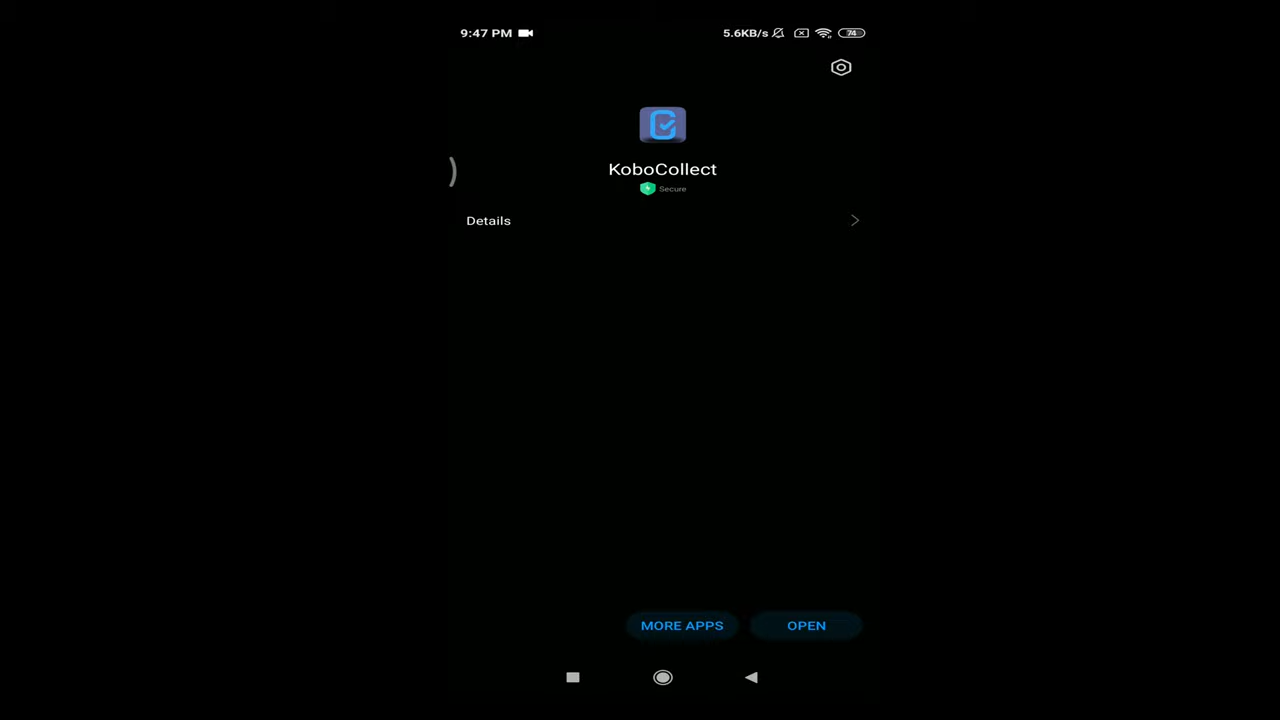 9:47 PM 5.6KB/s 74
KoboCollect
Secure
Details
MORE APPS OPEN